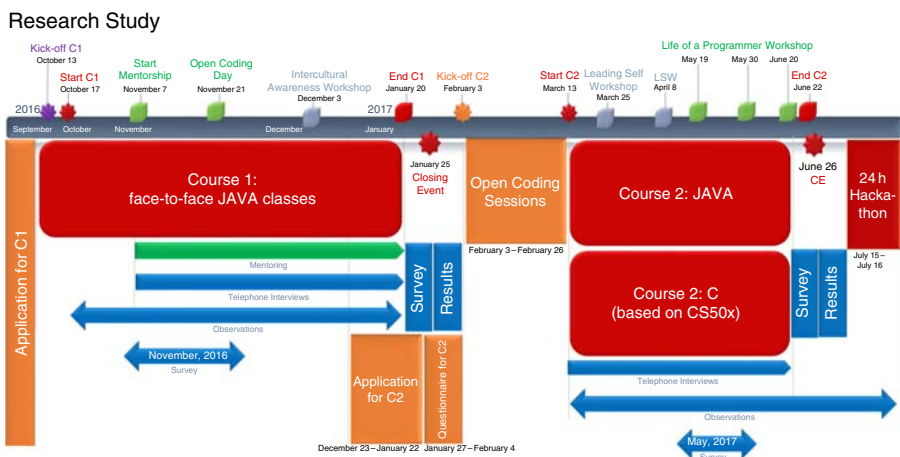 Research Study
Kick-off C1
October 13
Start C1
October 17
Start
Mentorship
November 7
Open Coding
Day
November 21
Intercultural
Awareness Workshop
December 3
End C1
January 20
Kick-off C2
February 3
Start C2
March 13
Leading Self
Workshop
March 25
LSW
April 8
Life of a Programmer Workshop
May 19
May 30
June 20
End C2
June 22
2016
2017
September
October
November
December
January
Application for C1
Course 1:
face-to-face JAVA classes
January 25
Closing
Event
Open Coding
Sessions
February 3–February 26
Course 2: JAVA
June 26
CE
24 h
Hacka-
thon
July 15–
July 16
Mentoring
Telephone Interviews
Observations
November, 2016
Survey
Survey
Results
Application
for C2
December 23–January 22
Questionnaire for C2
January 27–February 4
Course 2: C
(based on CS50x)
Survey
Results
Telephone Interviews
Observations
May, 2017
Survey